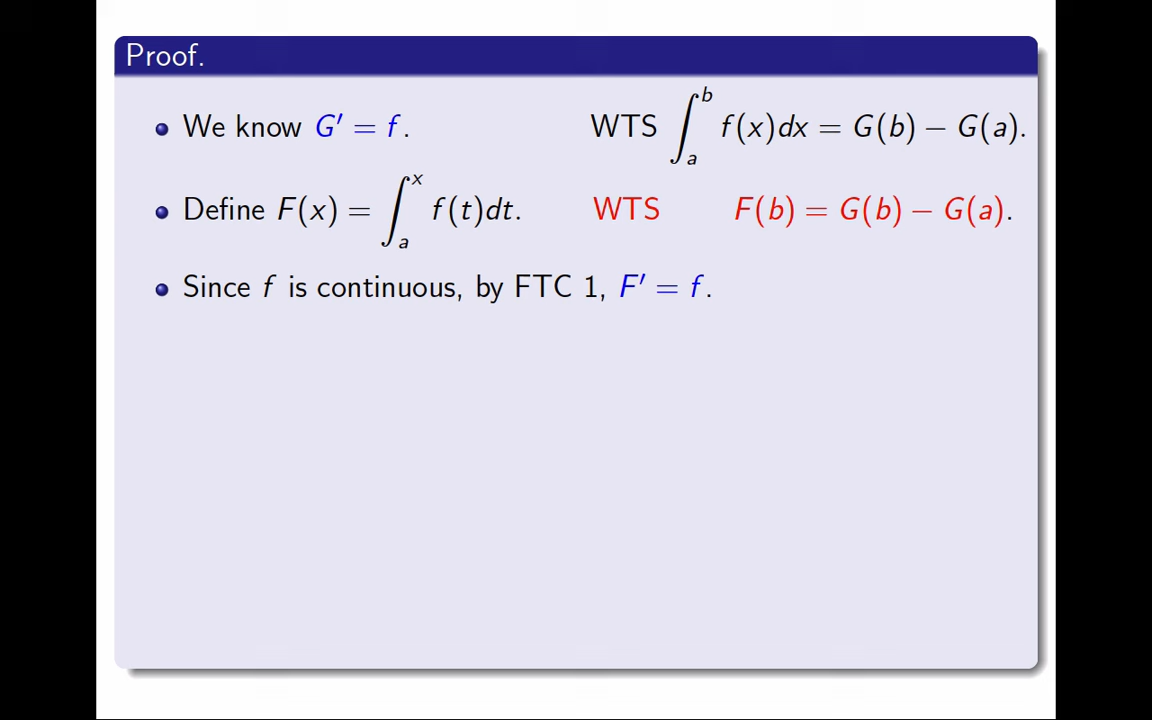 Proof.
We know G′ = f. WTS ∫_a^b f(x)dx = G(b) − G(a).
Define F(x) = ∫_a^x f(t)dt. WTS F(b) = G(b) − G(a).
Since f is continuous, by FTC 1, F′ = f.